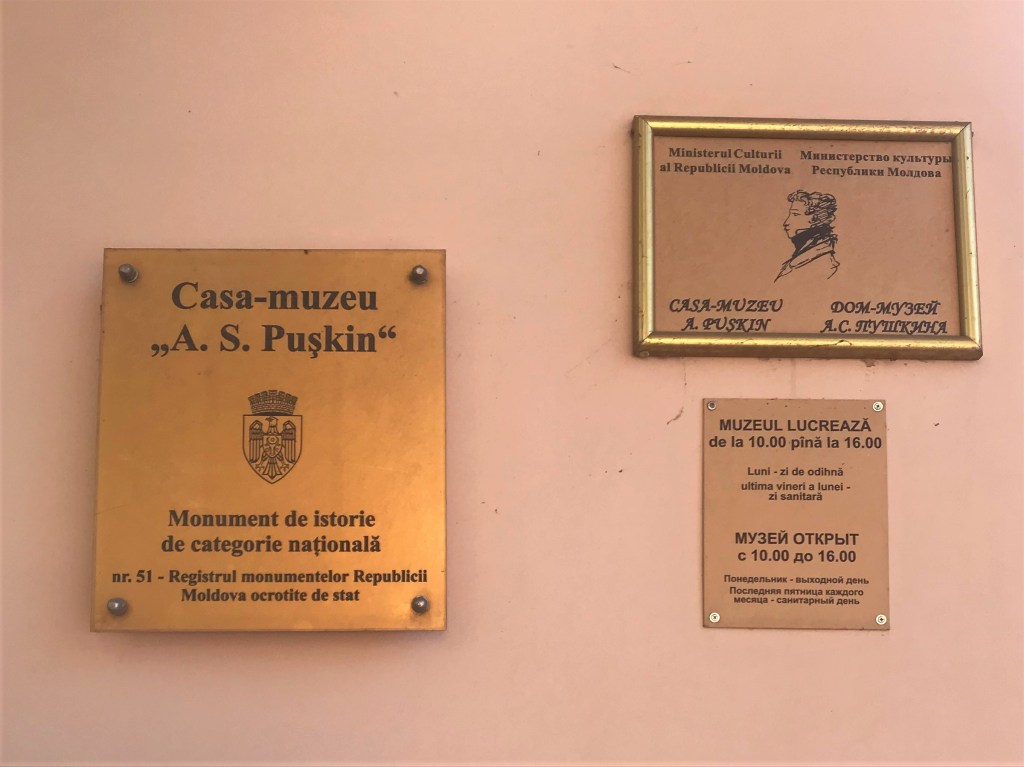 Casa-muzeu
„A. S. Puşkin“
Monument de istorie
de categorie națională
nr. 51 - Registrul monumentelor Republicii
Moldova ocrotite de stat
Ministerul Culturii
al Republicii Moldova
Министерство культуры
Республики Молдова
CASA-MUZEU
A. PUŞKIN
ДОМ-МУЗЕЙ
А.С. ПУШКИНА
MUZEUL LUCREAZĂ
de la 10.00 pînă la 16.00
Luni - zi de odihnă
ultima vineri a lunei -
zi sanitară
МУЗЕЙ ОТКРЫТ
с 10.00 до 16.00
Понедельник - выходной день
Последняя пятница каждого
месяца - санитарный день